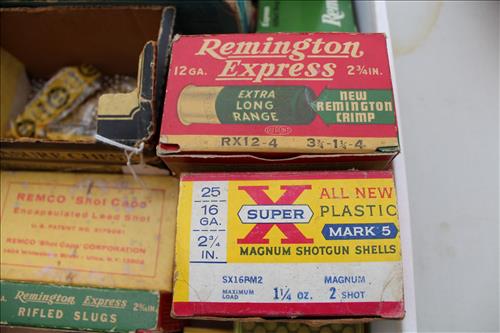 Remington
Express
12 GA. 2¾ IN.
EXTRA
LONG
RANGE
NEW
REMINGTON
CRIMP
RX12-4 3¾-1¼-4
25
16
GA.
2¾
IN.
SUPER X
ALL NEW
PLASTIC
MARK 5
MAGNUM SHOTGUN SHELLS
SX16PM2 MAGNUM
MAXIMUM
LOAD 1¼ oz. 2 SHOT
REMCO 'Shot Caps'
Encapsulated Lead Shot
REMCO 'Shot Caps' CORPORATION
Remington Express
RIFLED SLUGS